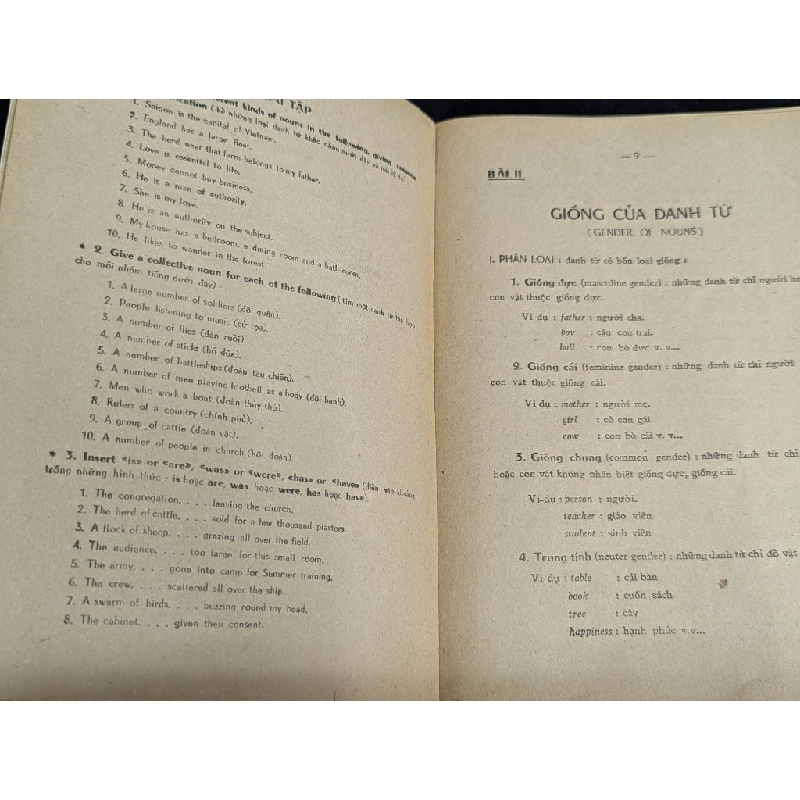 BÀI TẬP
different kinds of nouns in the following, giving
1. Saigon is the capital of Vietnam.
2. England has a large fleet.
3. The herd near that farm belongs to my father.
4. Love is essential to life.
5. Money cannot buy business.
6. He is a man of authority.
7. She is my love.
8. He is an authority on the subject.
9. My house has a bedroom, a dining room and a bath room.
10. He likes to wander in the forest.
* 2. Give a collective noun for each of the following (tìm một
cho mỗi nhóm tiếng dưới đây) :
1. A large number of soldiers (đội quân).
2. People listening to music (cử tọa).
3. A number of flies (đàn ruồi)
4. A number of sticks (bó đũa).
5. A number of battleships (đoàn tàu chiến).
6. A number of men playing football as a body (đội banh).
7. Men who work a boat (đoàn thủy thủ).
8. Rulers of a country (chính phủ).
9. A group of cattle (đoàn vật).
10. A number of people in church (hội đoàn).
* 3. Insert «is» or «are», «was» or «were», «has» or «have» (điền vào khoảng
trống những hình thức : is hoặc are, was hoặc were, has hoặc have).
1. The congregation. . . . leaving the church.
2. The herd of cattle. . . . sold for a few thousand piasters.
3. A flock of sheep. . . . grazing all over the field.
4. The audience. . . . too large for this small room.
5. The army. . . . gone into camp for Summer training.
6. The crew. . . . scattered all over the ship.
7. A swarm of birds. . . . buzzing round my head.
8. The cabinet. . . . given their consent.
— 9 —
BÀI II
GIỐNG CỦA DANH TỪ
(GENDER OF NOUNS)
I. PHÂN LOẠI : danh từ có bốn loại giống :
1. Giống đực (masculine gender) : những danh từ chỉ người
con vật thuộc giống đực.
Ví dụ : father : người cha.
boy : cậu con trai.
bull : con bò đực v. v...
2. Giống cái (feminine gender) : những danh từ chỉ người
con vật thuộc giống cái.
Ví dụ : mother : người mẹ.
girl : cô con gái
cow : con bò cái v. v...
3. Giống chung (common gender) : những danh từ chỉ
hoặc con vật không phân biệt giống đực, giống cái.
Ví-dụ : person : người.
teacher : giáo viên
student : sinh viên
4. Trung tính (neuter gender) : những danh từ chỉ đồ vật
Ví dụ : table : cái bàn
book : cuốn sách
tree : cây
happiness : hạnh phúc v.v...